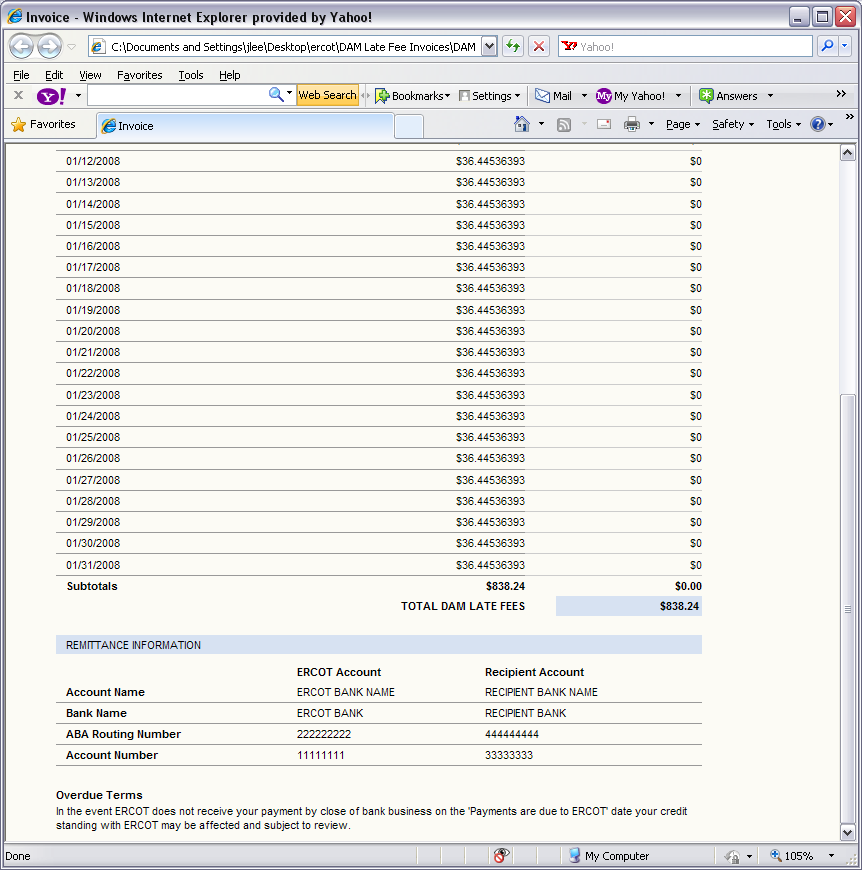 Invoice - Windows Internet Explorer provided by Yahoo!
C:\Documents and Settings\jlee\Desktop\ercot\DAM Late Fee Invoices\DAM
Yahoo!
File Edit View Favorites Tools Help
Y! Web Search Bookmarks Settings Mail My My Yahoo! Answers
Favorites Invoice Page Safety Tools
01/12/2008 $36.44536393 $0
01/13/2008 $36.44536393 $0
01/14/2008 $36.44536393 $0
01/15/2008 $36.44536393 $0
01/16/2008 $36.44536393 $0
01/17/2008 $36.44536393 $0
01/18/2008 $36.44536393 $0
01/19/2008 $36.44536393 $0
01/20/2008 $36.44536393 $0
01/21/2008 $36.44536393 $0
01/22/2008 $36.44536393 $0
01/23/2008 $36.44536393 $0
01/24/2008 $36.44536393 $0
01/25/2008 $36.44536393 $0
01/26/2008 $36.44536393 $0
01/27/2008 $36.44536393 $0
01/28/2008 $36.44536393 $0
01/29/2008 $36.44536393 $0
01/30/2008 $36.44536393 $0
01/31/2008 $36.44536393 $0
Subtotals $838.24 $0.00
TOTAL DAM LATE FEES $838.24
REMITTANCE INFORMATION
ERCOT Account Recipient Account
Account Name ERCOT BANK NAME RECIPIENT BANK NAME
Bank Name ERCOT BANK RECIPIENT BANK
ABA Routing Number 222222222 444444444
Account Number 11111111 33333333
Overdue Terms
In the event ERCOT does not receive your payment by close of bank business on the 'Payments are due to ERCOT' date your credit
standing with ERCOT may be affected and subject to review.
Done My Computer 105%